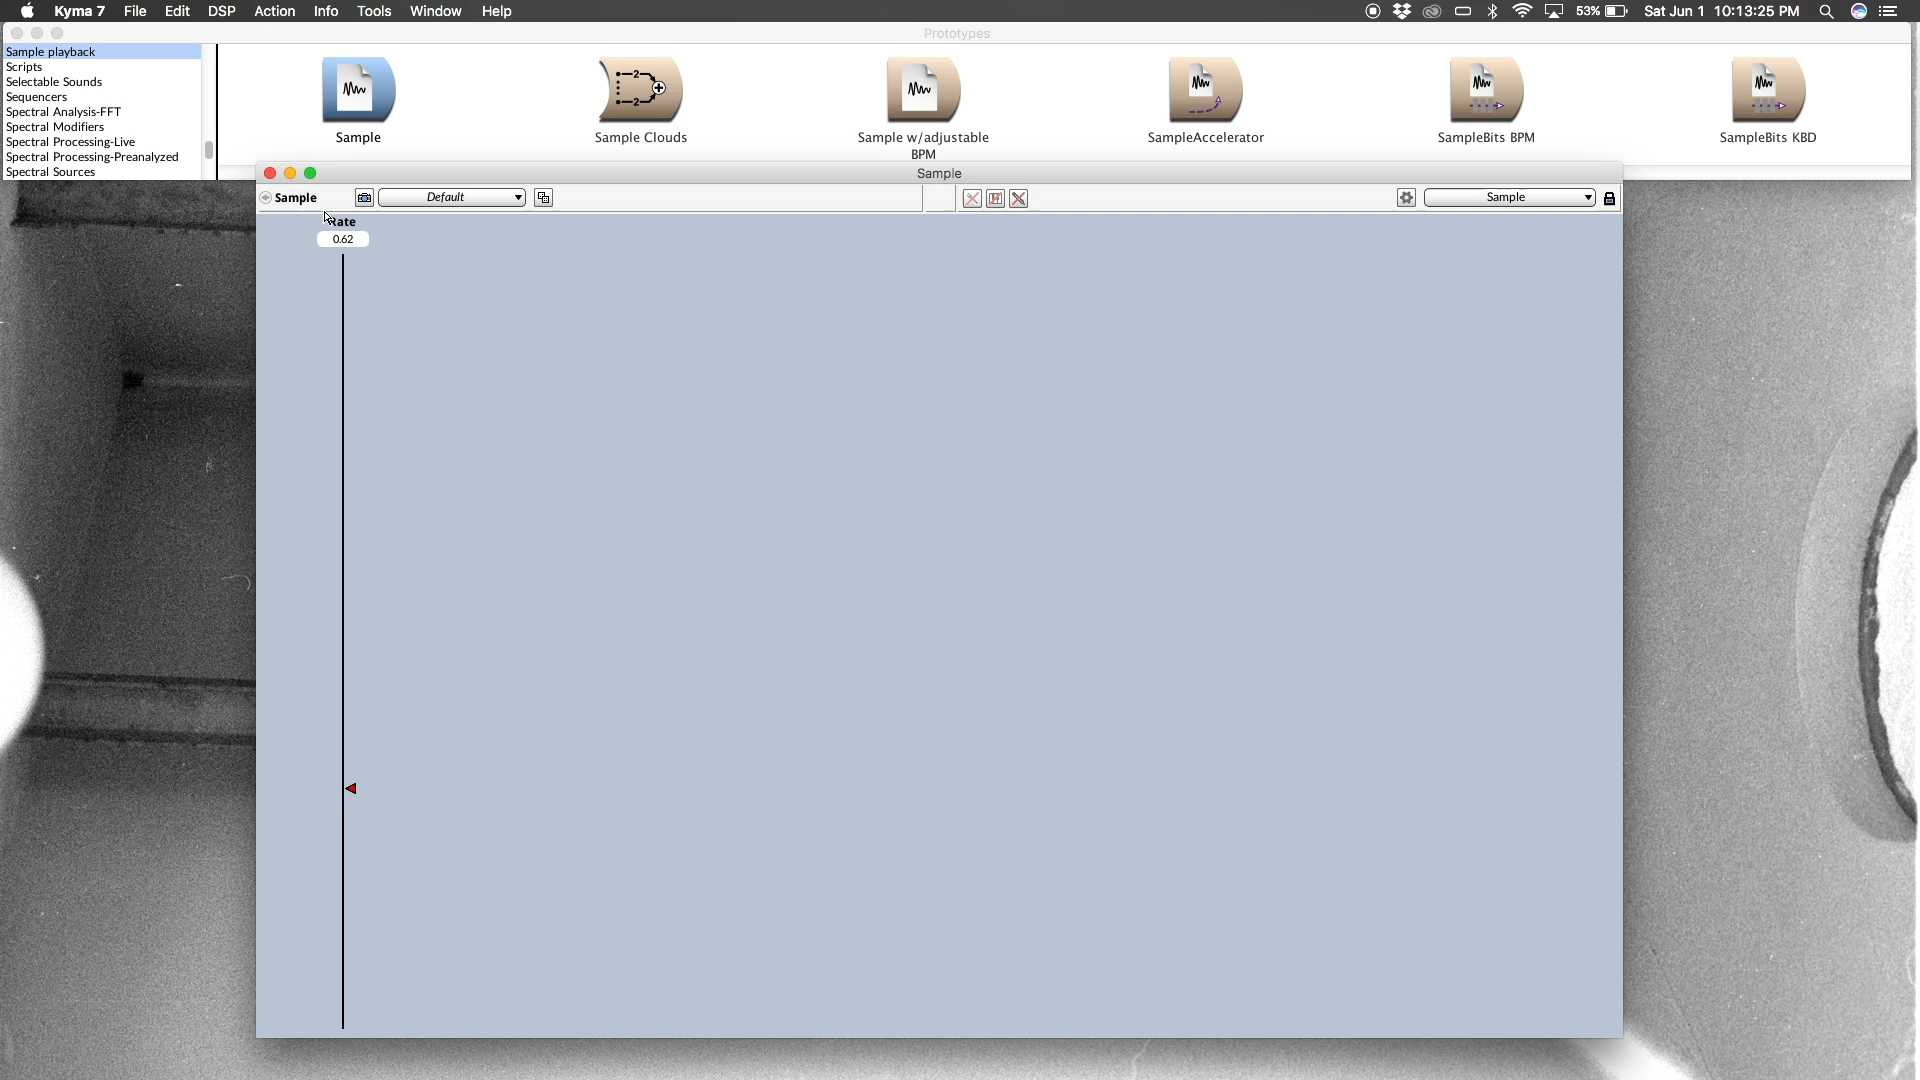 Kyma 7 File Edit DSP Action Info Tools Window Help 53% Sat Jun 1 10:13:25 PM
Prototypes
Sample playback
Scripts
Selectable Sounds
Sequencers
Spectral Analysis-FFT
Spectral Modifiers
Spectral Processing-Live
Spectral Processing-Preanalyzed
Spectral Sources
Sample
Sample Clouds
Sample w/adjustable
BPM
SampleAccelerator
SampleBits BPM
SampleBits KBD
Sample
Sample Default Sample
Rate
0.62